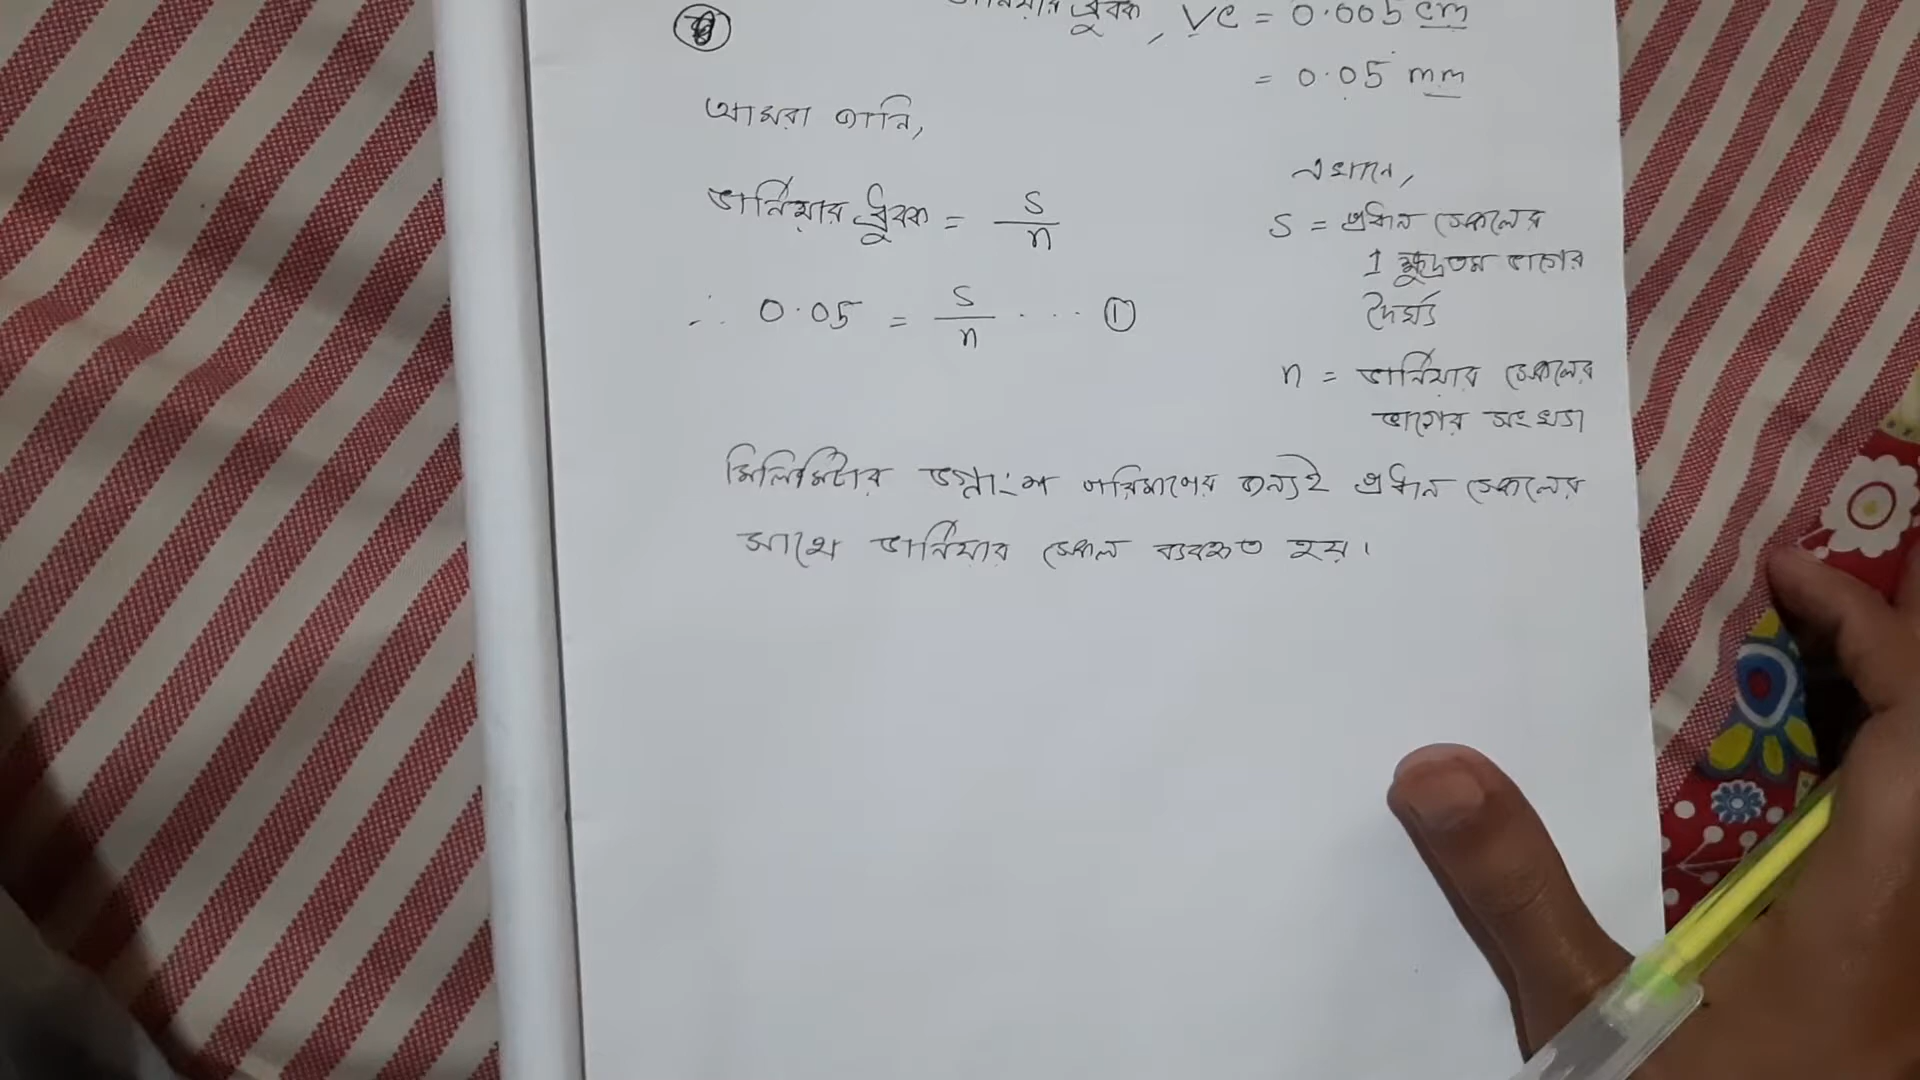 ধ্রুবক, VC = 0.005 cm
= 0.05 mm
আমরা জানি,
ভার্নিয়ার ধ্রুবক = S/n
∴ 0.05 = S/n ... ①
এখানে,
S = প্রধান স্কেলের
1 ক্ষুদ্রতম ভাগের
দৈর্ঘ্য
n = ভার্নিয়ার স্কেলের
ভাগের সংখ্যা
মিলিমিটার ভগ্নাংশ পরিমাপের জন্যই প্রধান স্কেলের
সাথে ভার্নিয়ার স্কেল ব্যবহৃত হয়।